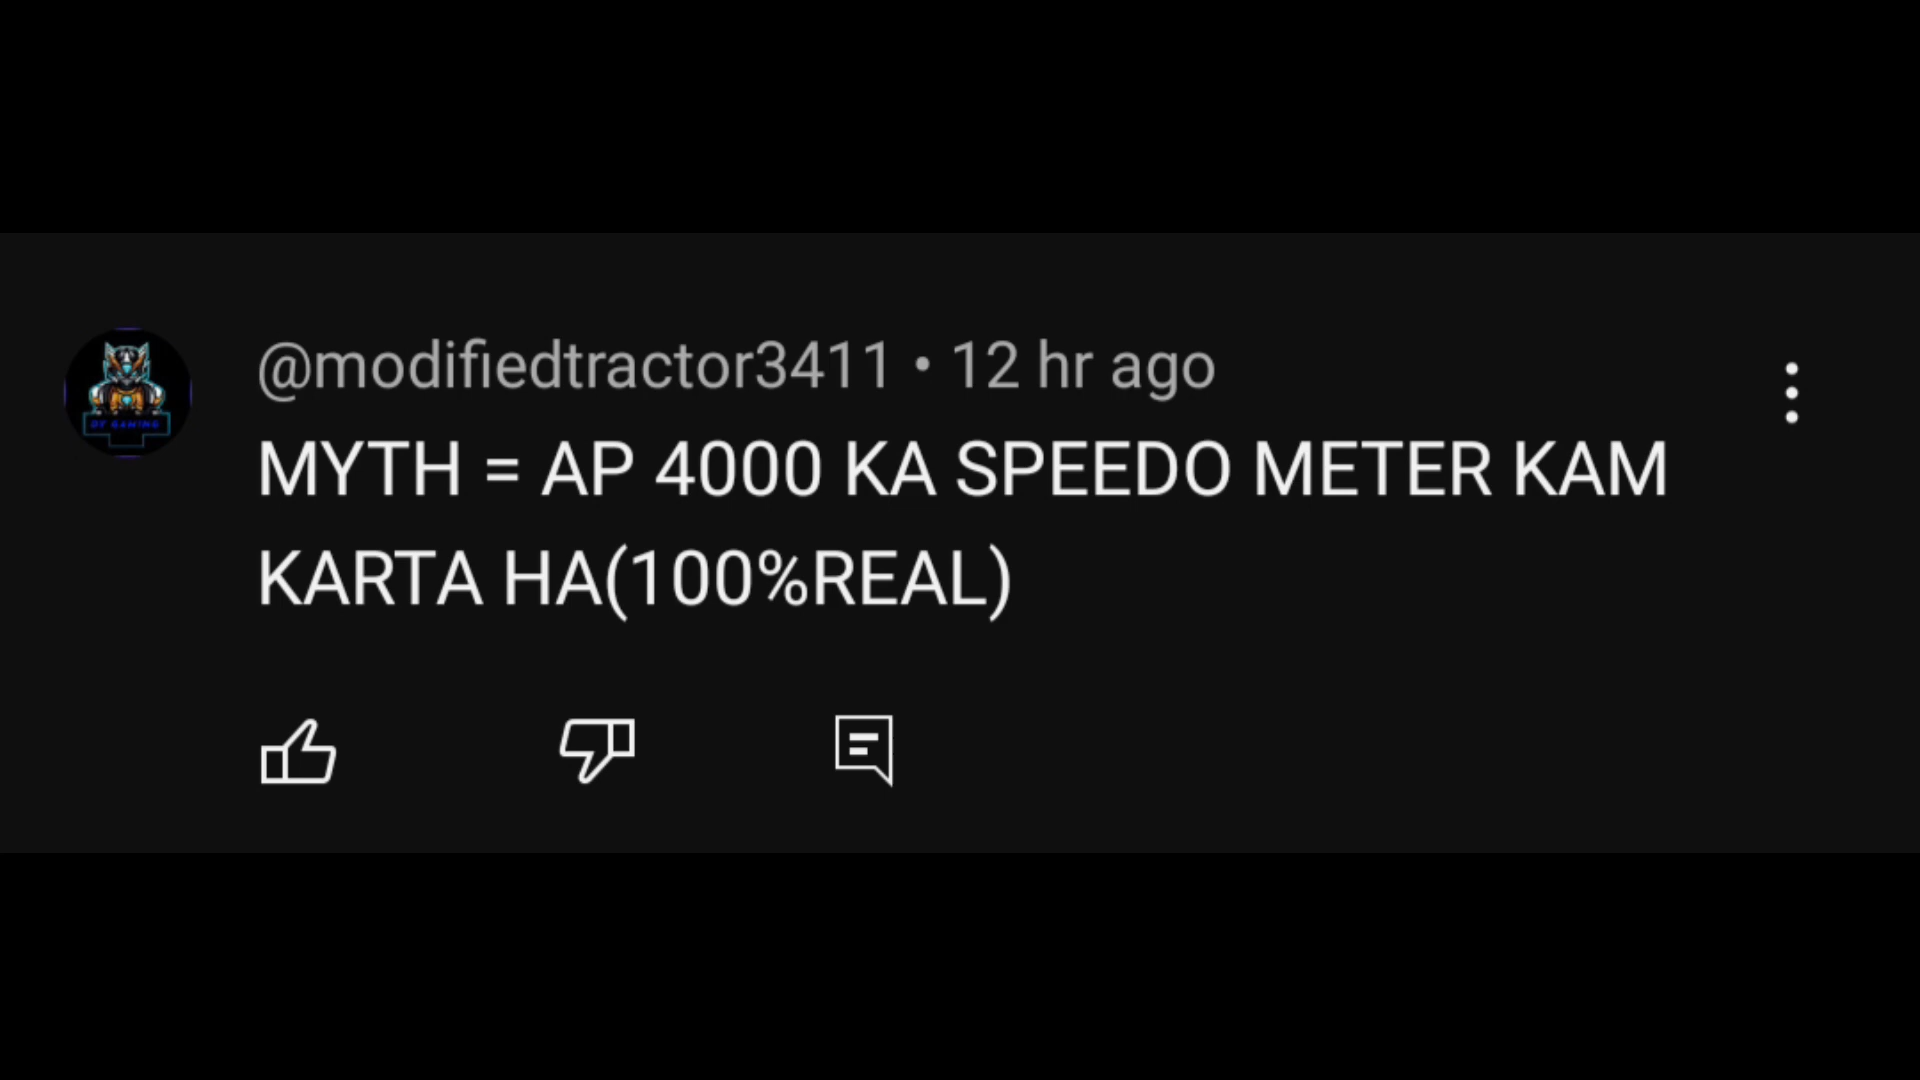 @modifiedtractor3411 • 12 hr ago
MYTH = AP 4000 KA SPEEDO METER KAM
KARTA HA(100%REAL)